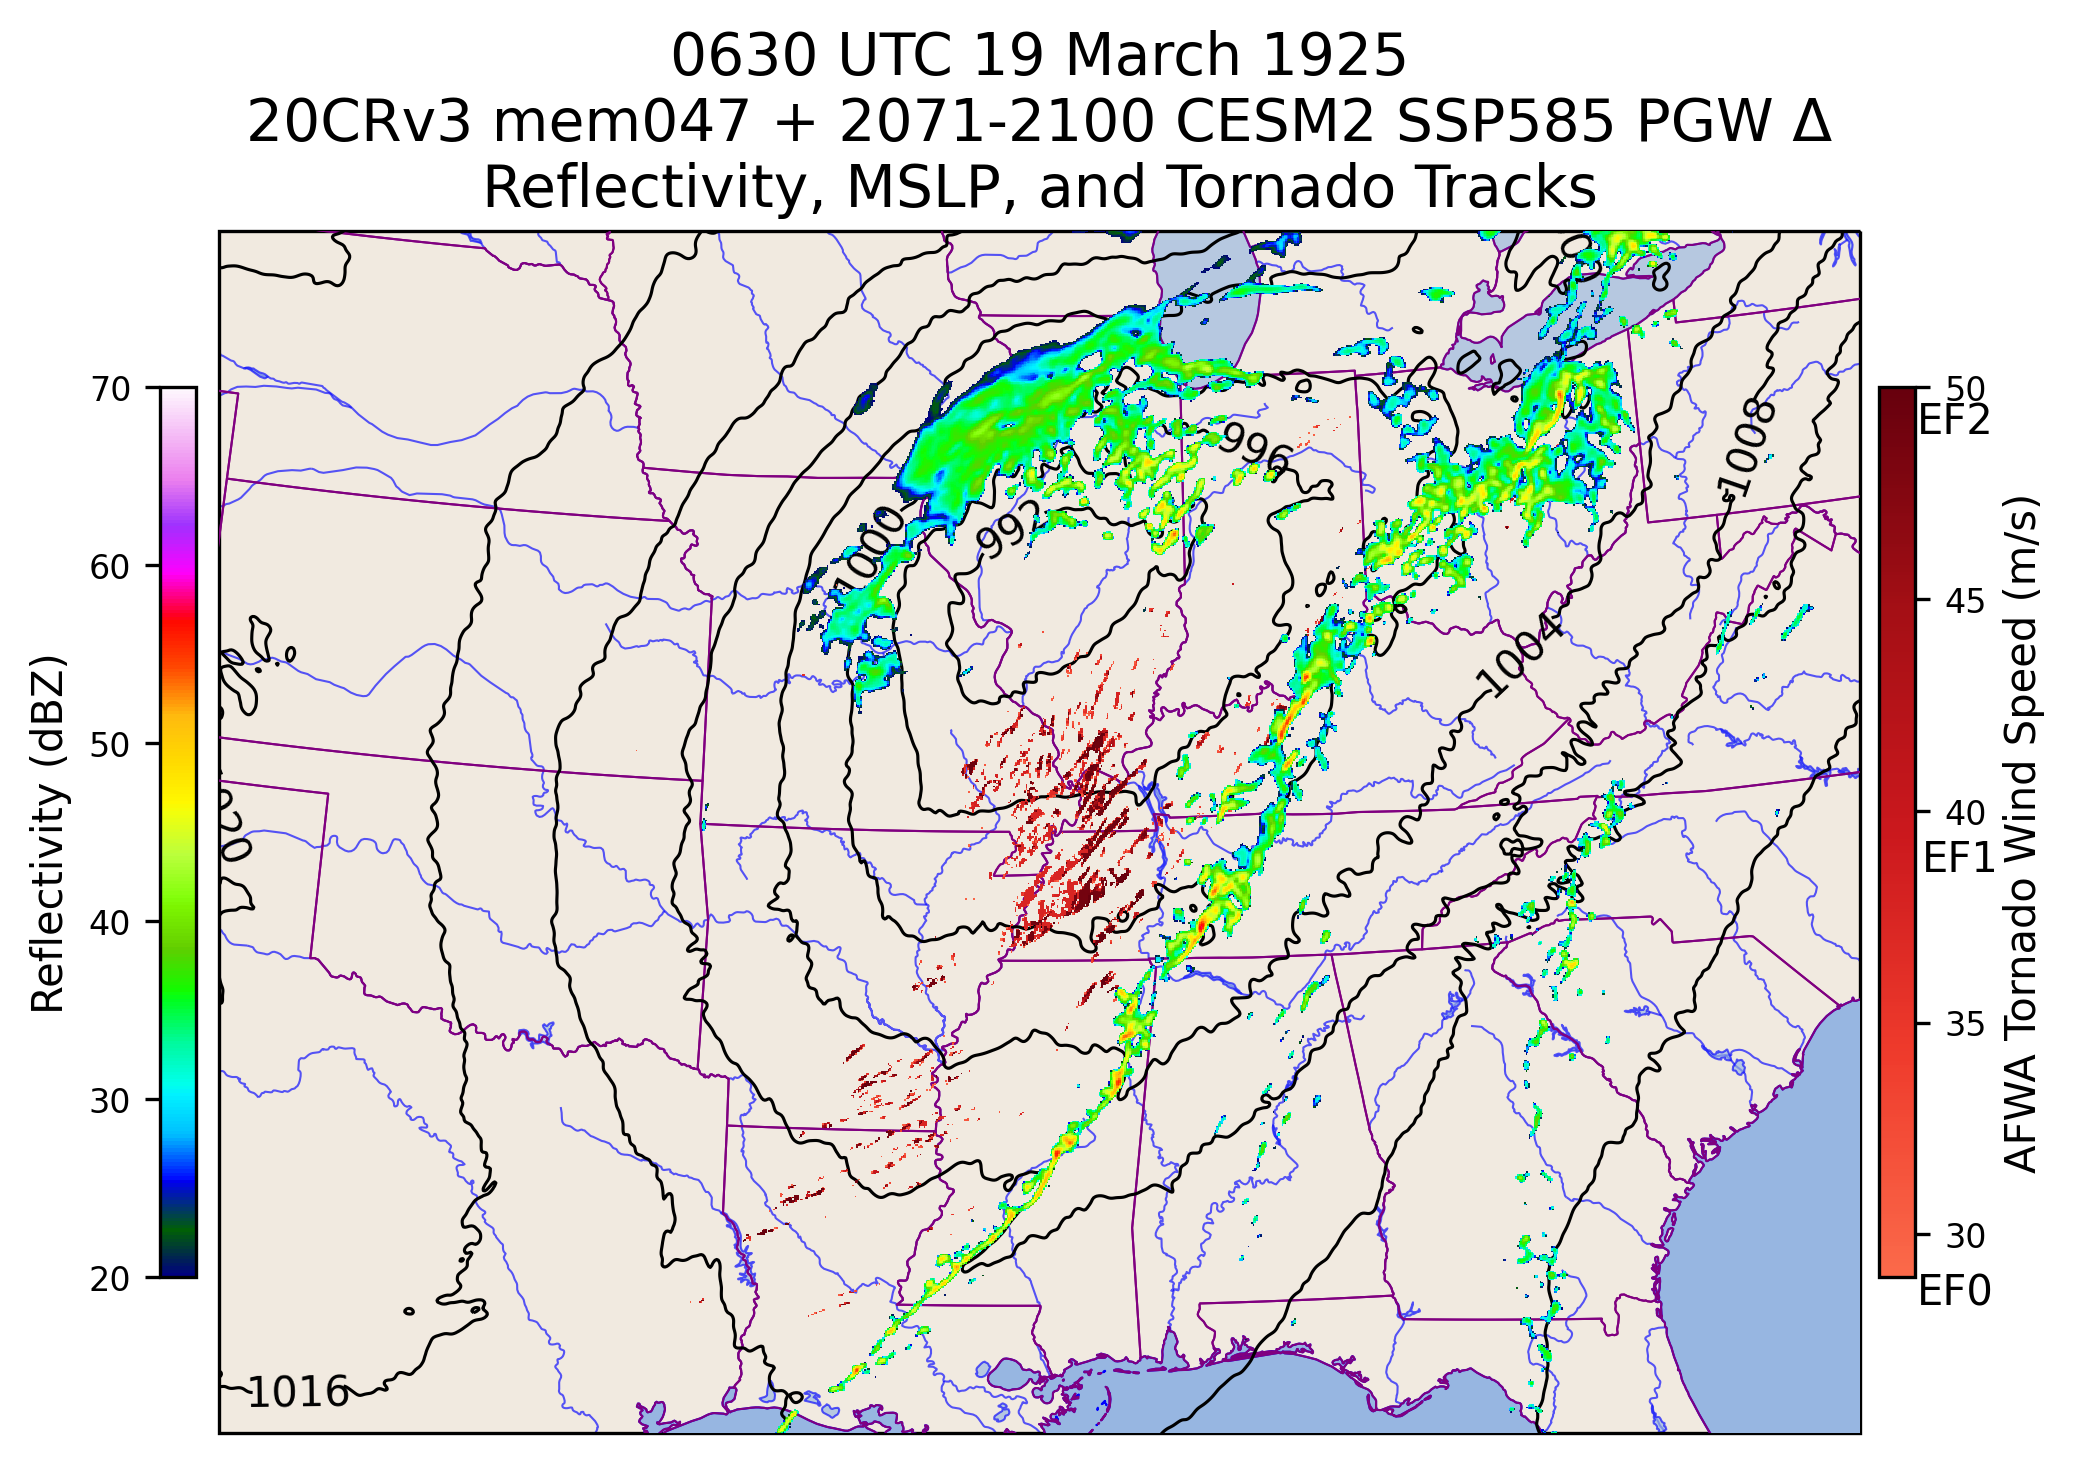 0630 UTC 19 March 1925
20CRv3 mem047 + 2071-2100 CESM2 SSP585 PGW Δ
Reflectivity, MSLP, and Tornado Tracks
Reflectivity (dBZ)
70
60
50
40
30
20
1008
996
992
1000
1004
1016
50
EF2
45
40
EF1
35
30
EF0
AFWA Tornado Wind Speed (m/s)